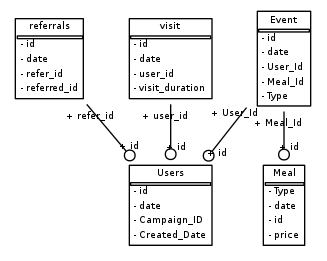 referrals
- id
- date
- refer_id
- referred_id
visit
- id
- date
- user_id
- visit_duration
Event
- id
- date
- User_Id
- Meal_Id
- Type
+ refer_id
+ user_id
+ User_Id
+ Meal_Id
+ id
+ id
+ id
+ id
Users
- id
- date
- Campaign_ID
- Created_Date
Meal
- Type
- date
- id
- price